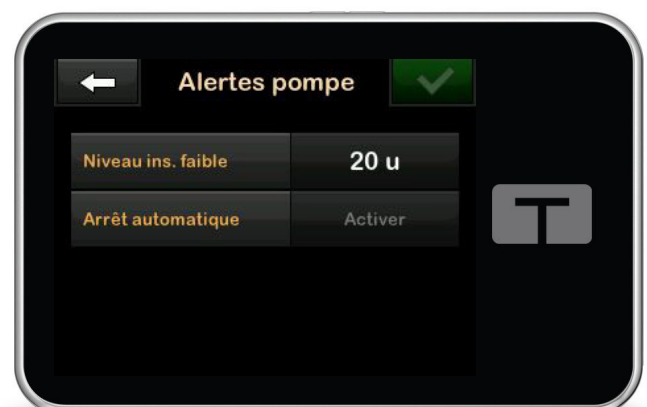 Alertes pompe
Niveau ins. faible 20 u
Arrêt automatique Activer